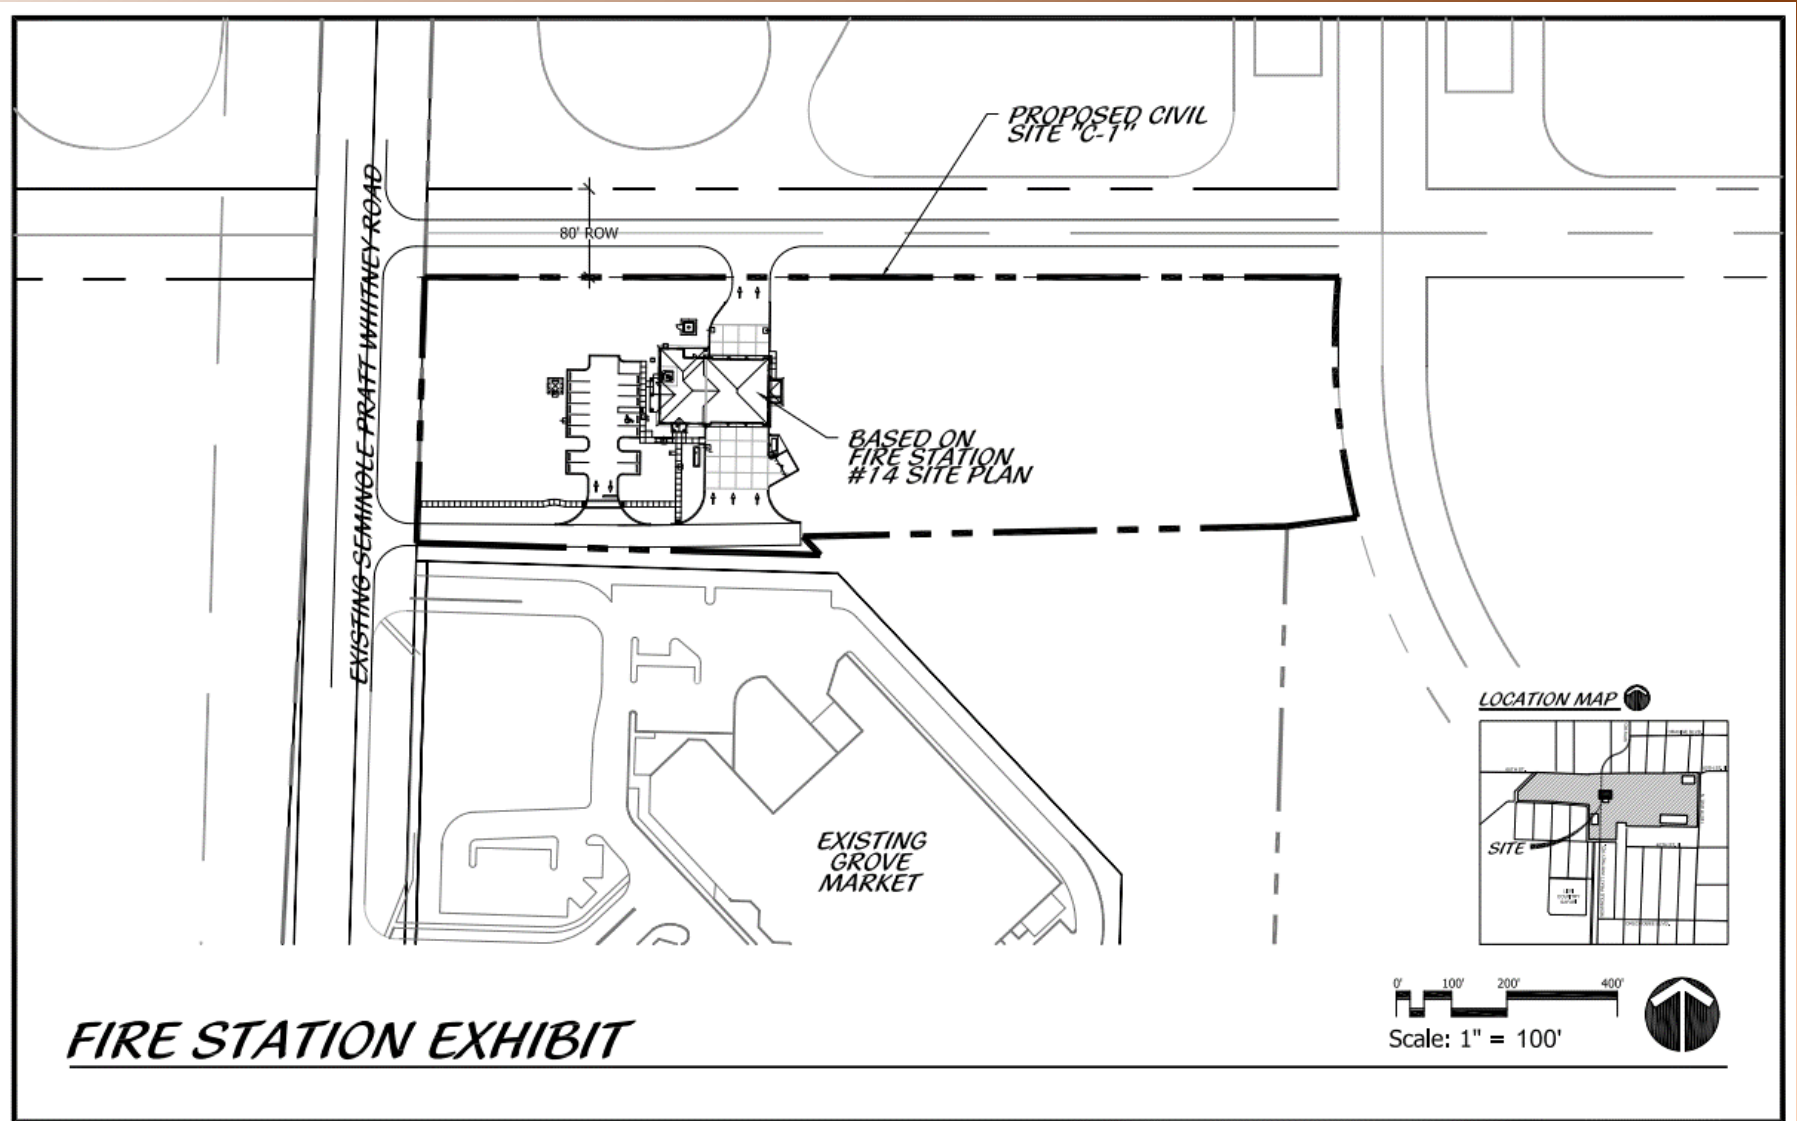 PROPOSED CIVIL
SITE "C-1"
80' ROW
EXISTING SEMINOLE PRATT WHITNEY ROAD
BASED ON
FIRE STATION
#14 SITE PLAN
LOCATION MAP
SITE
EXISTING
GROVE
MARKET
0' 100' 200' 400'
Scale: 1" = 100'
FIRE STATION EXHIBIT